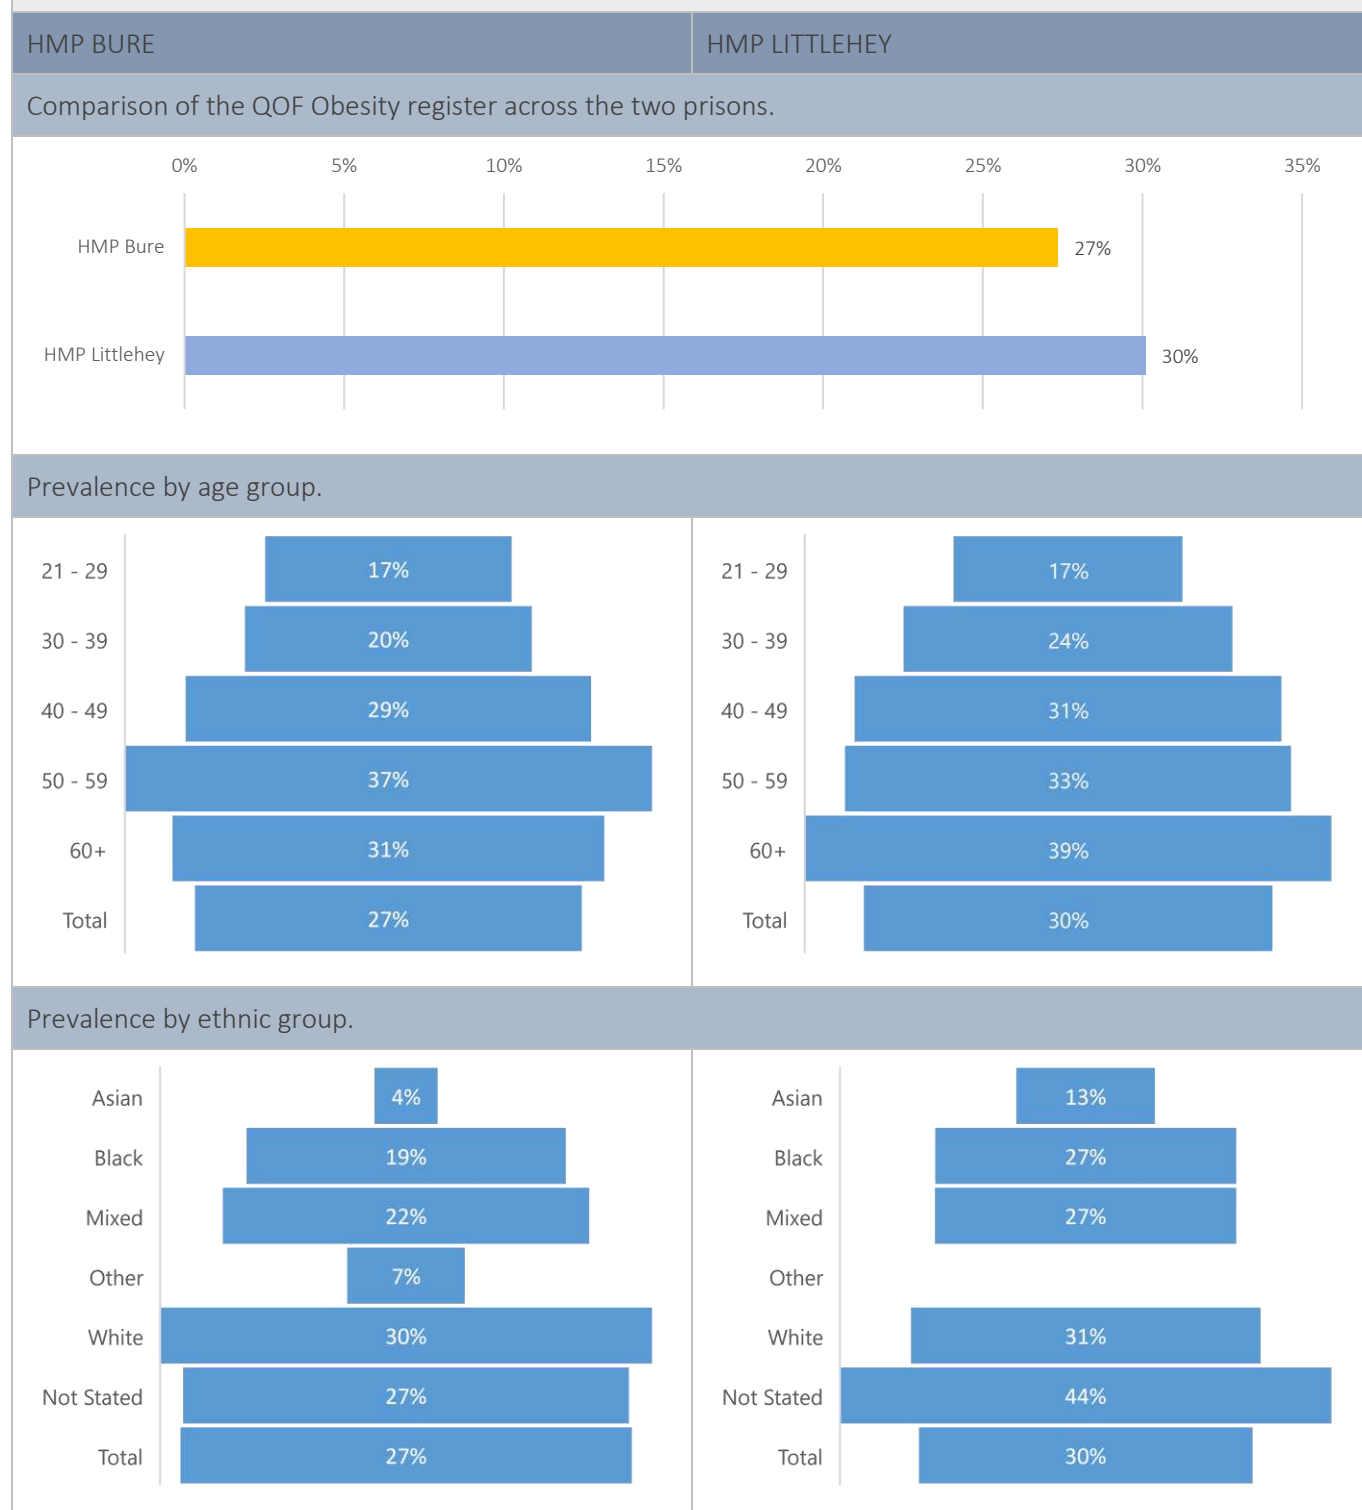 HMP BURE
HMP LITTLEHEY
Comparison of the QOF Obesity register across the two prisons.
0% 5% 10% 15% 20% 25% 30% 35%
HMP Bure 27%
HMP Littlehey 30%
Prevalence by age group.
21 - 29 17%
30 - 39 20%
40 - 49 29%
50 - 59 37%
60+ 31%
Total 27%
21 - 29 17%
30 - 39 24%
40 - 49 31%
50 - 59 33%
60+ 39%
Total 30%
Prevalence by ethnic group.
Asian 4%
Black 19%
Mixed 22%
Other 7%
White 30%
Not Stated 27%
Total 27%
Asian 13%
Black 27%
Mixed 27%
Other
White 31%
Not Stated 44%
Total 30%